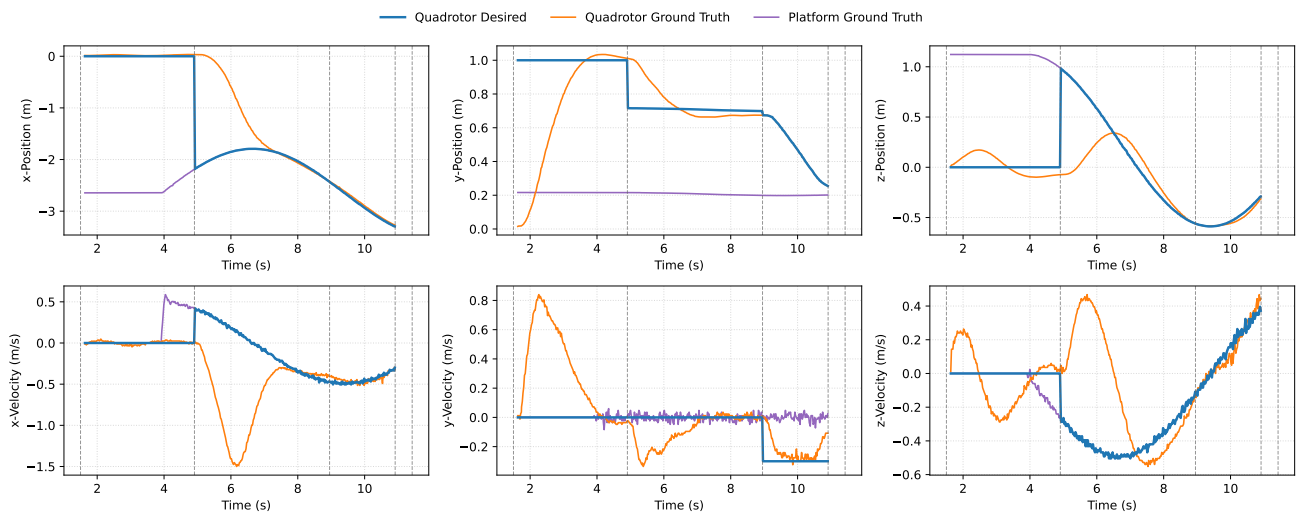 Quadrotor Desired Quadrotor Ground Truth Platform Ground Truth
x-Position (m)
0
−1
−2
−3
2 4 6 8 10
Time (s)
y-Position (m)
1.0
0.8
0.6
0.4
0.2
0.0
2 4 6 8 10
Time (s)
z-Position (m)
1.0
0.5
0.0
−0.5
2 4 6 8 10
Time (s)
x-Velocity (m/s)
0.5
0.0
−0.5
−1.0
−1.5
2 4 6 8 10
Time (s)
y-Velocity (m/s)
0.8
0.6
0.4
0.2
0.0
−0.2
2 4 6 8 10
Time (s)
z-Velocity (m/s)
0.4
0.2
0.0
−0.2
−0.4
−0.6
2 4 6 8 10
Time (s)